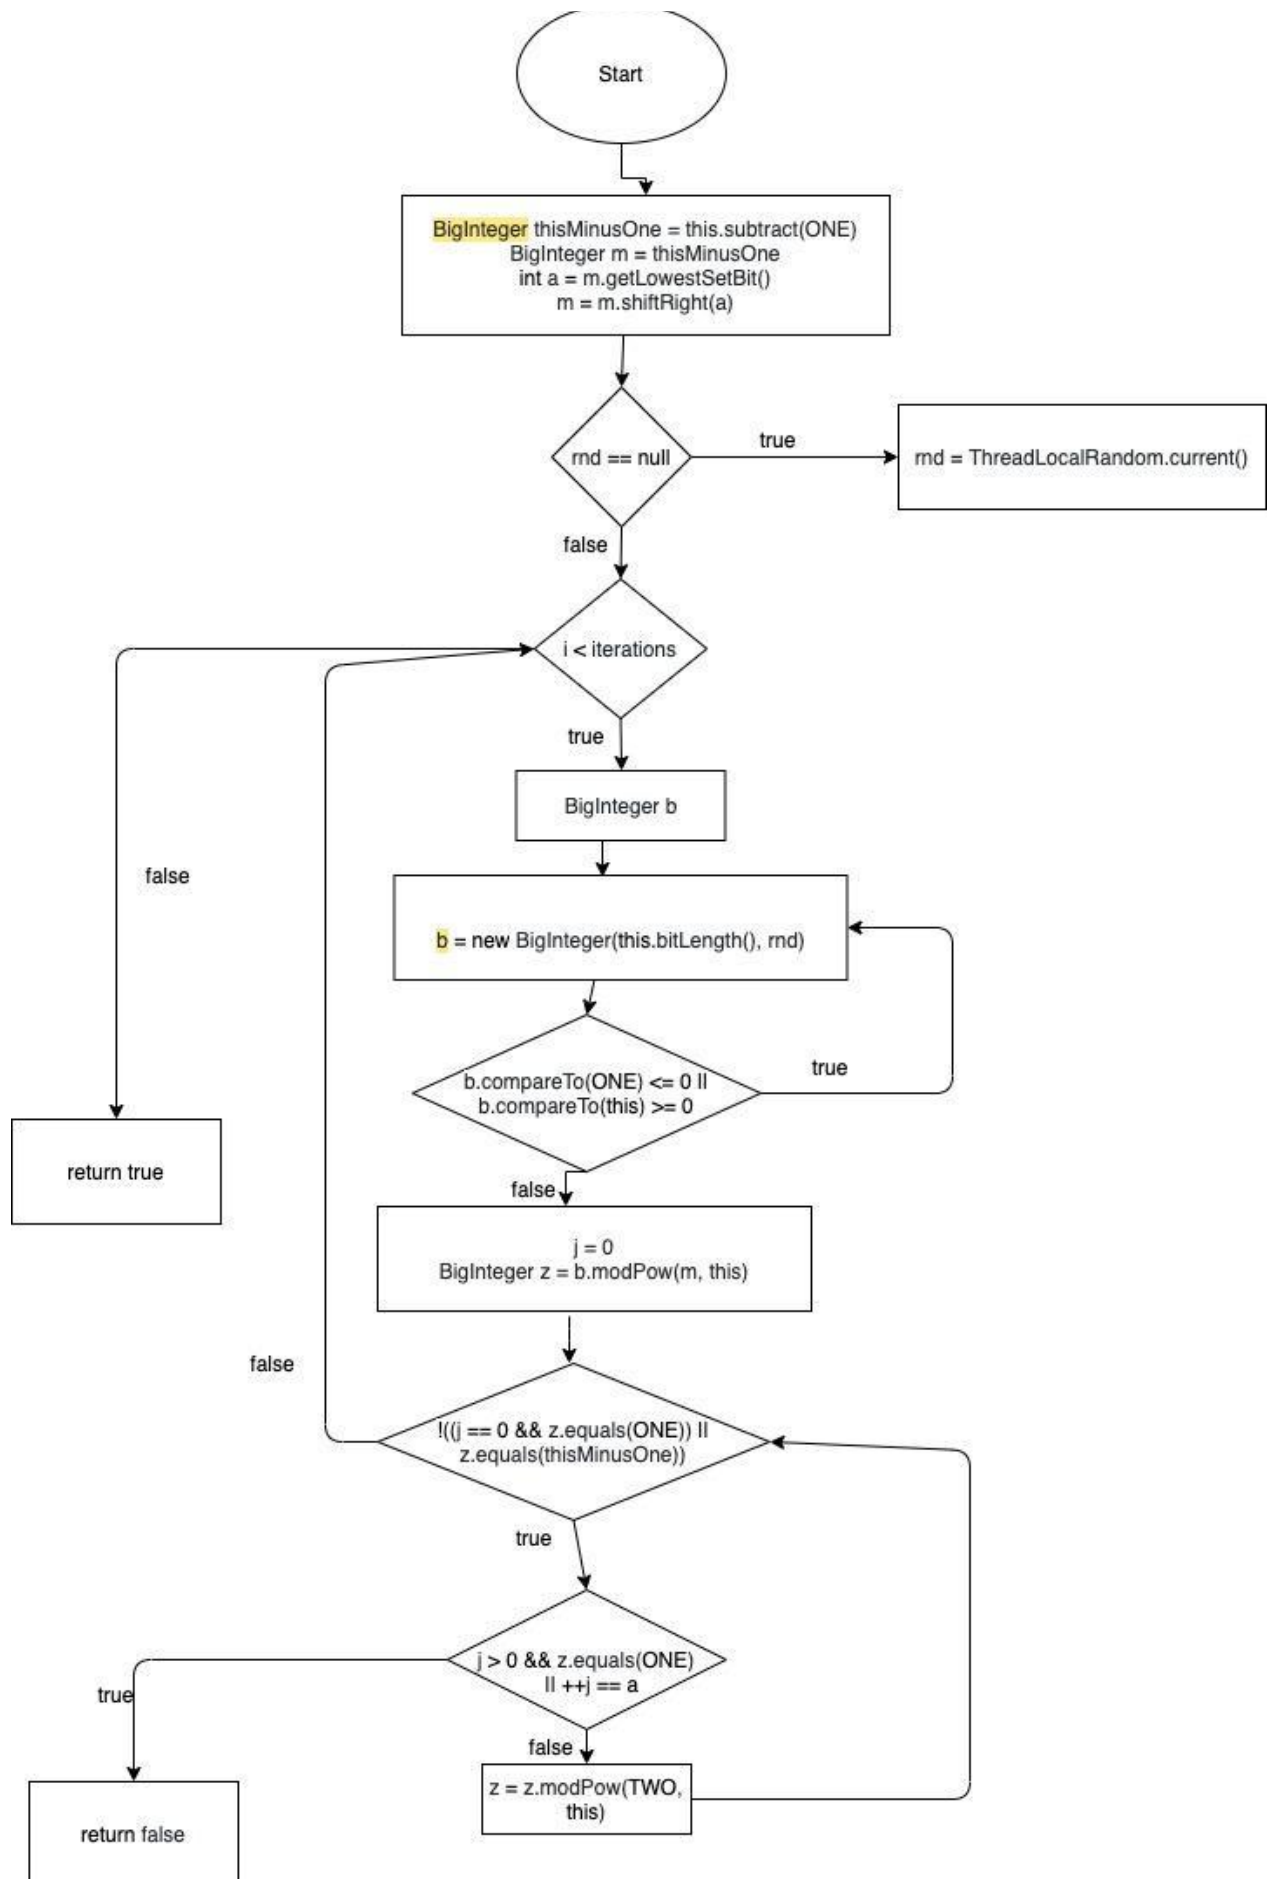 Start
BigInteger thisMinusOne = this.subtract(ONE)
BigInteger m = thisMinusOne
int a = m.getLowestSetBit()
m = m.shiftRight(a)
rnd == null
true
rnd = ThreadLocalRandom.current()
false
i < iterations
true
BigInteger b
false
b = new BigInteger(this.bitLength(), rnd)
b.compareTo(ONE) <= 0 ||
b.compareTo(this) >= 0
true
return true
false
j = 0
BigInteger z = b.modPow(m, this)
false
!((j == 0 && z.equals(ONE)) ||
z.equals(thisMinusOne))
true
j > 0 && z.equals(ONE)
|| ++j == a
true
false
z = z.modPow(TWO,
this)
return false